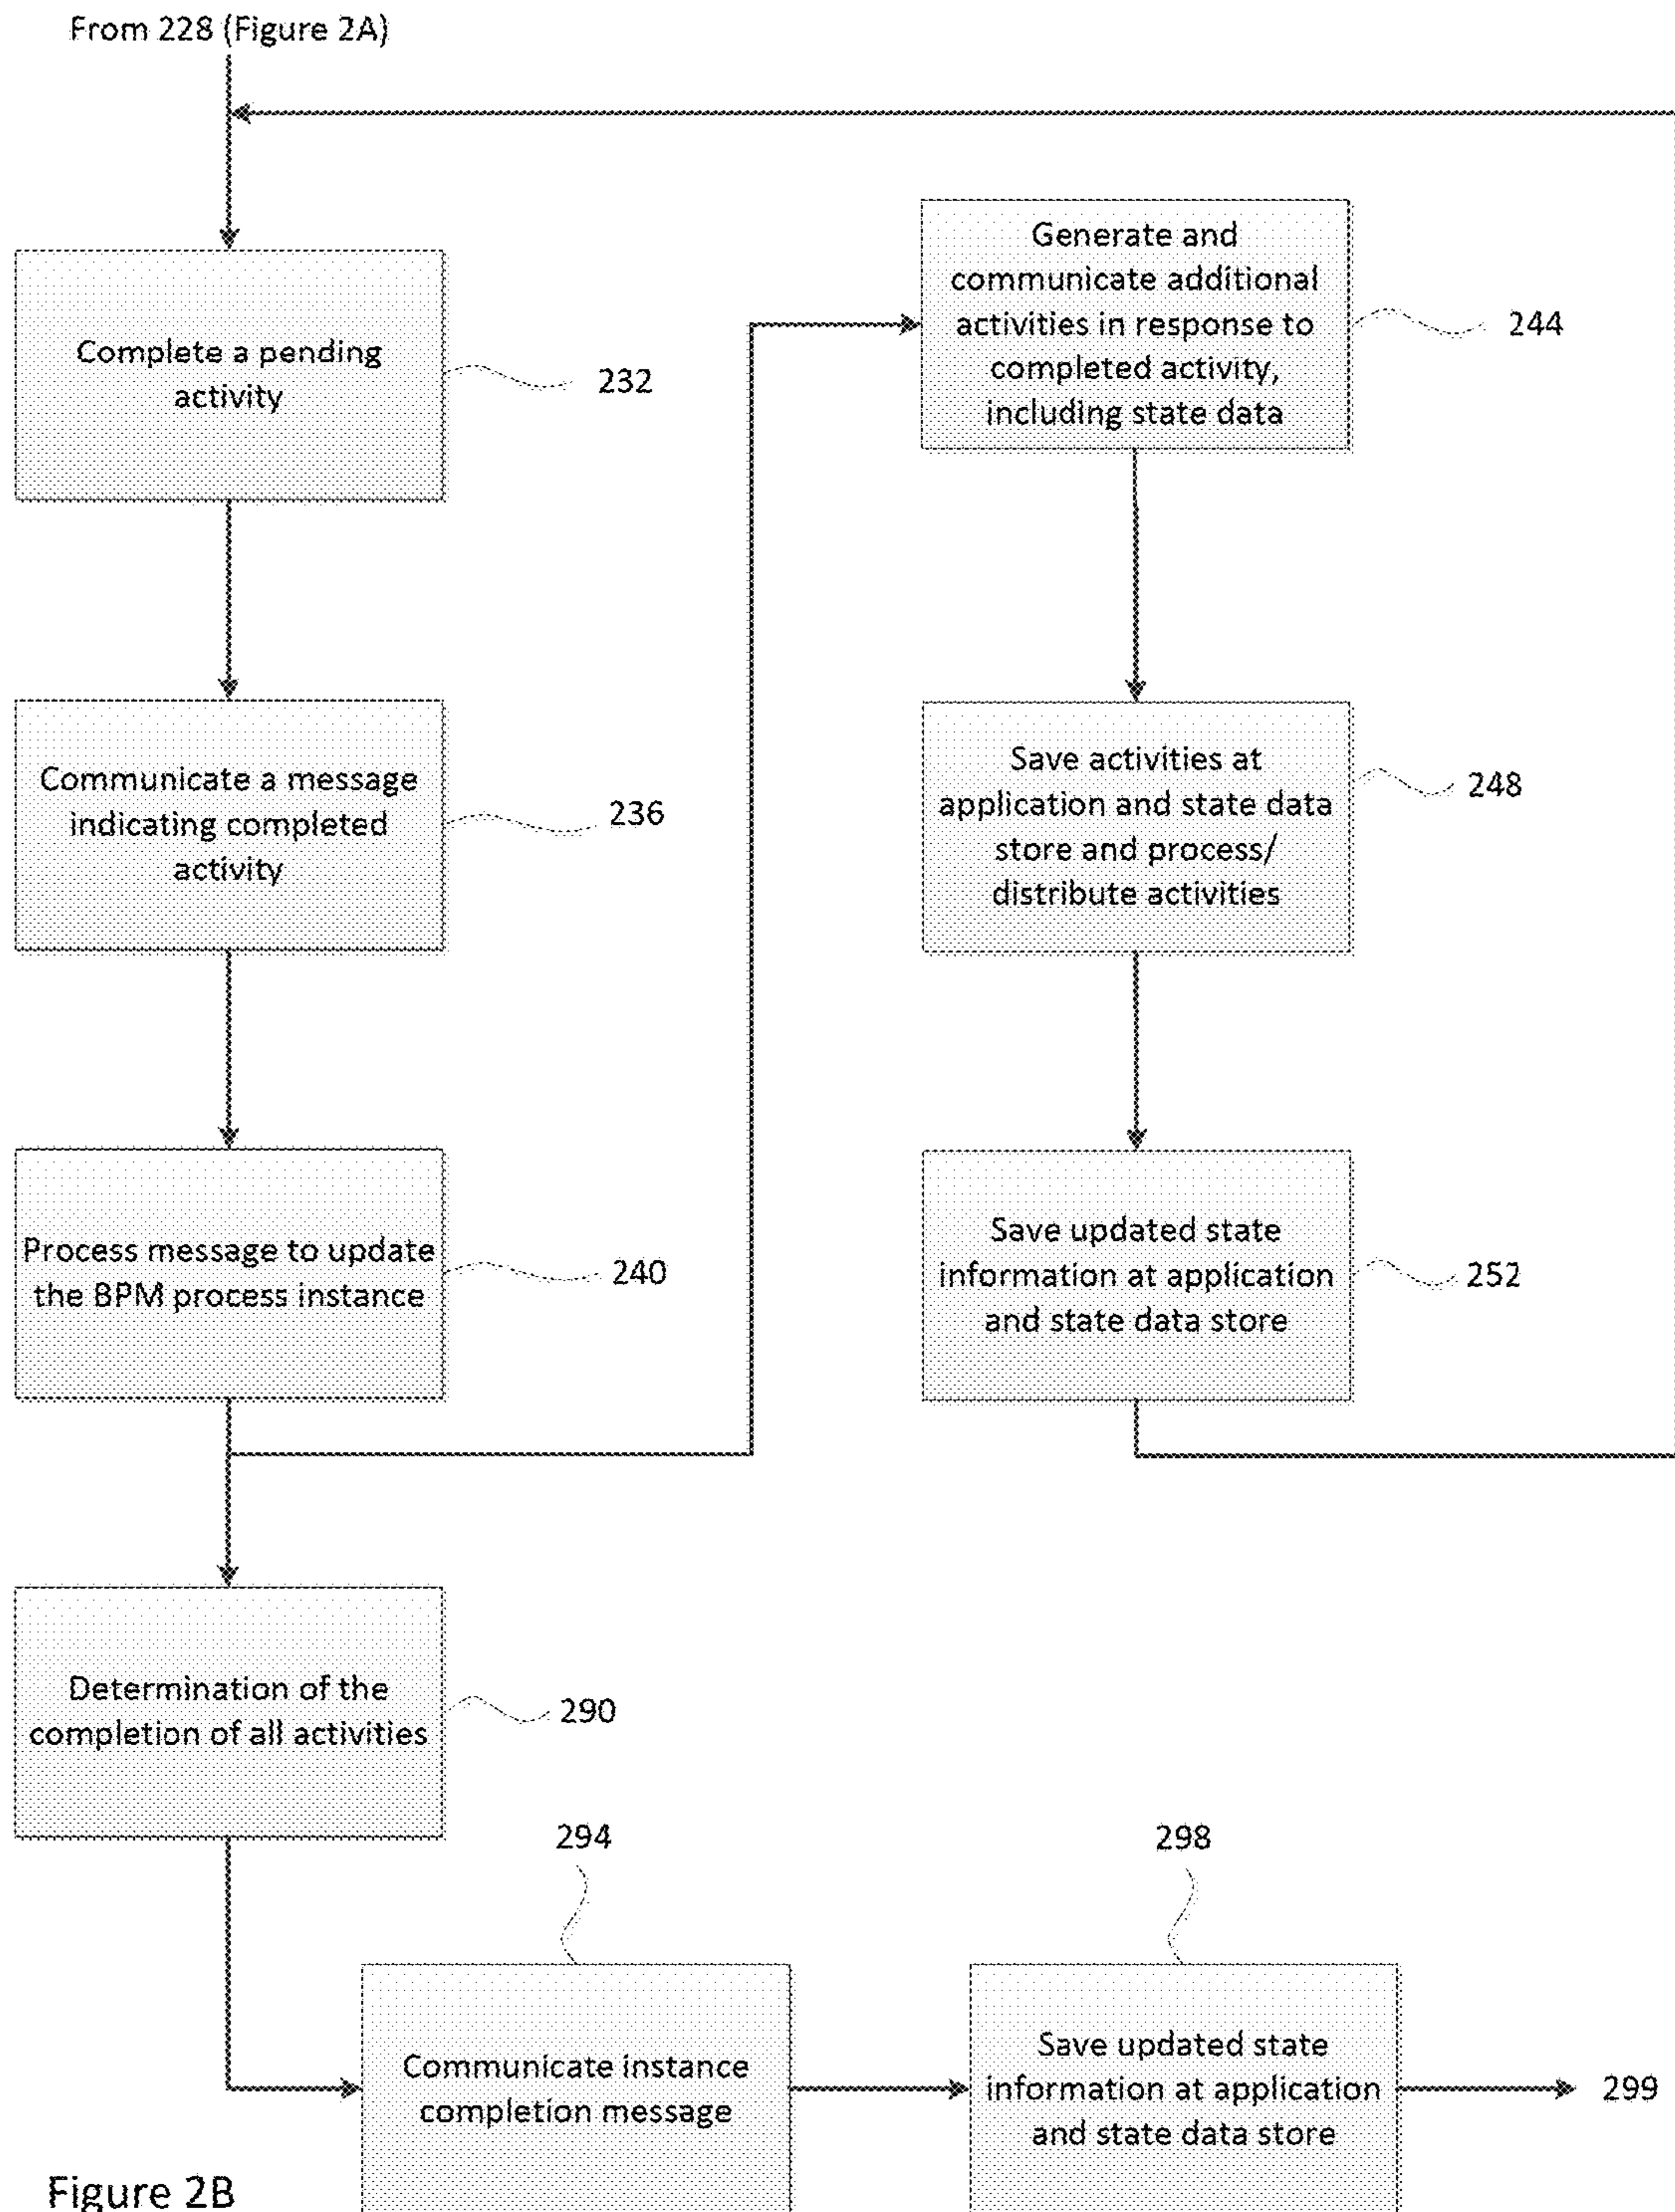 From 228 (Figure 2A)
Complete a pending
activity
232
Communicate a message
indicating completed
activity
236
Process message to update
the BPM process instance
240
Generate and
communicate additional
activities in response to
completed activity,
including state data
244
Save activities at
application and state data
store and process/
distribute activities
248
Save updated state
information at application
and state data store
252
Determination of the
completion of all activities
290
294
Communicate instance
completion message
298
Save updated state
information at application
and state data store
299
Figure 2B